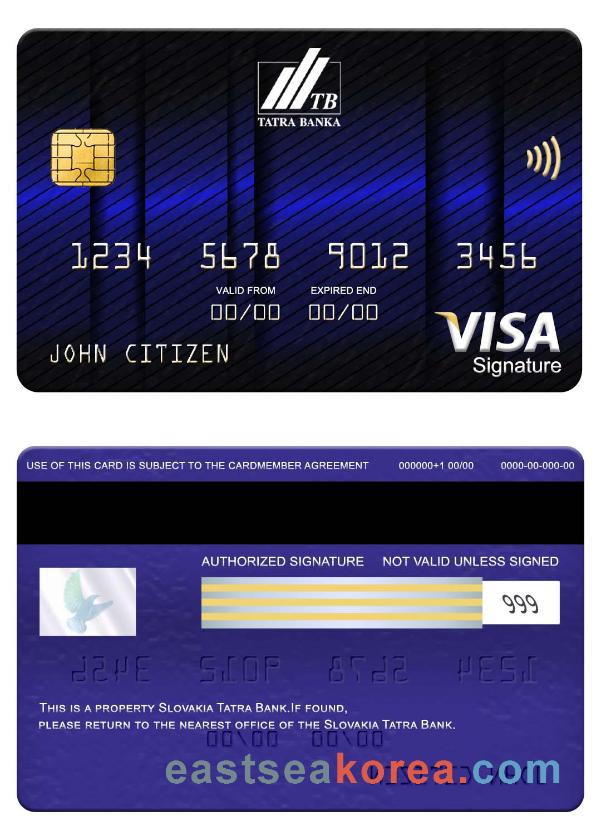 TB
TATRA BANKA
1234 5678 9012 3456
VALID FROM EXPIRED END
00/00 00/00
JOHN CITIZEN
VISA
Signature
USE OF THIS CARD IS SUBJECT TO THE CARDMEMBER AGREEMENT 000000+1 00/00 0000-00-000-00
AUTHORIZED SIGNATURE NOT VALID UNLESS SIGNED
999
THIS IS A PROPERTY SLOVAKIA TATRA BANK.IF FOUND,
PLEASE RETURN TO THE NEAREST OFFICE OF THE SLOVAKIA TATRA BANK.
00/00 00/00
eastseakorea.com